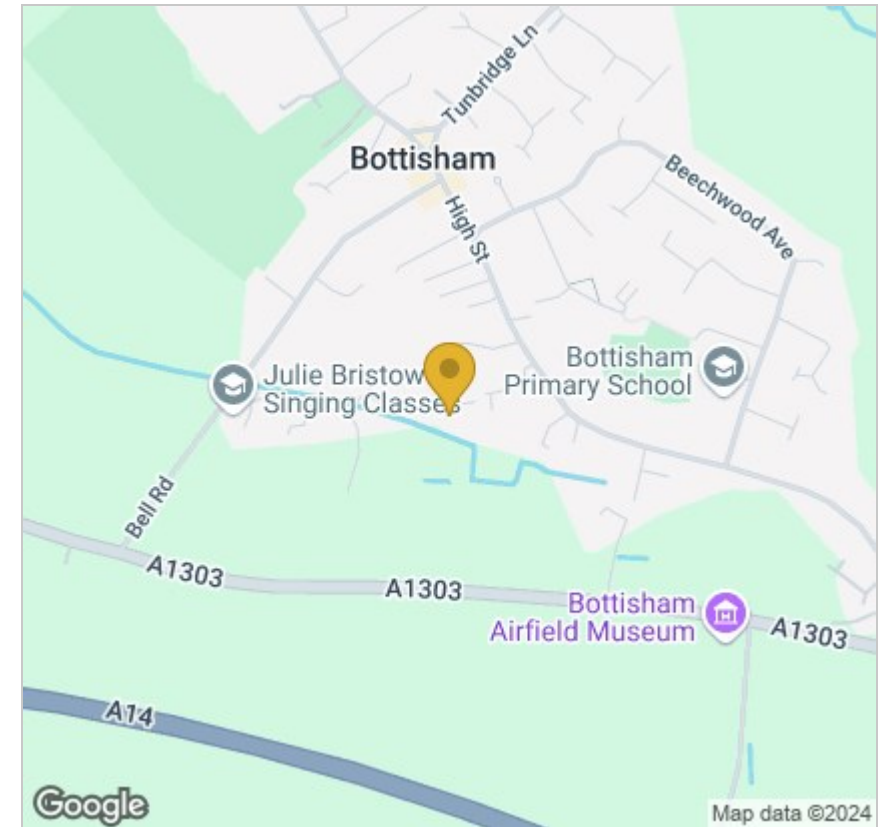 Tunbridge Ln
Bottisham
Beechwood Ave
High St
Julie Bristow
Singing Classes
Bottisham
Primary School
Bell Rd
A1303
A1303
Bottisham
Airfield Museum
A1303
A14
Google
Map data ©2024